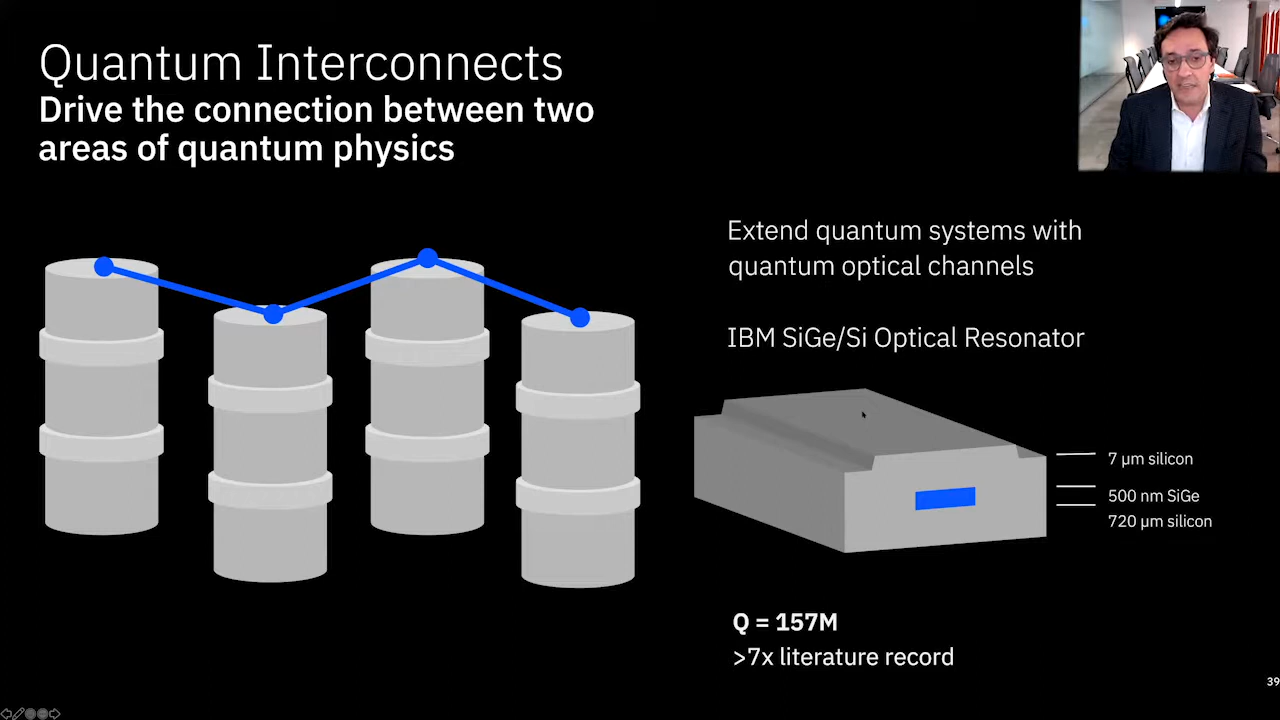 Quantum Interconnects
Drive the connection between two
areas of quantum physics
Extend quantum systems with
quantum optical channels
IBM SiGe/Si Optical Resonator
7 µm silicon
500 nm SiGe
720 µm silicon
Q = 157M
>7x literature record
39